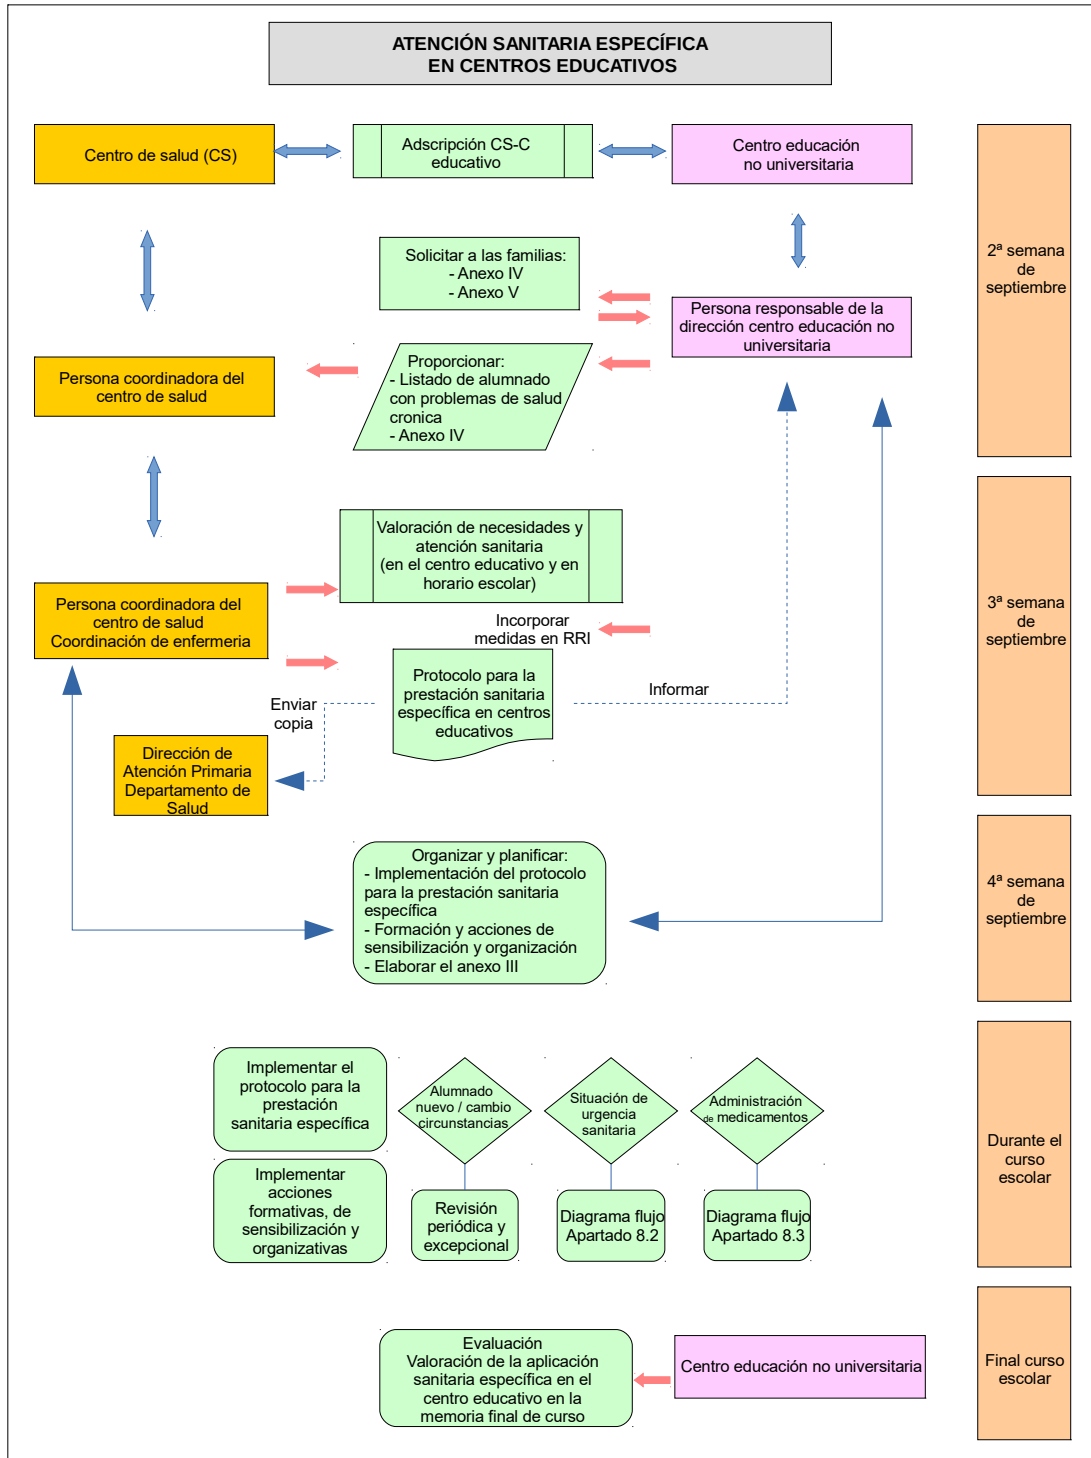 ATENCIÓN SANITARIA ESPECÍFICA
EN CENTROS EDUCATIVOS
Centro de salud (CS)
Adscripción CS-C
educativo
Centro educación
no universitaria
2ª semana
de
septiembre
Solicitar a las familias:
- Anexo IV
- Anexo V
Persona responsable de la
dirección centro educación no
universitaria
Persona coordinadora del
centro de salud
Proporcionar:
- Listado de alumnado
con problemas de salud
cronica
- Anexo IV
Valoración de necesidades y
atención sanitaria
(en el centro educativo y en
horario escolar)
3ª semana
de
septiembre
Persona coordinadora del
centro de salud
Coordinación de enfermeria
Incorporar
medidas en RRI
Protocolo para la
prestación sanitaria
específica en centros
educativos
Informar
Enviar
copia
Dirección de
Atención Primaria
Departamento de
Salud
Organizar y planificar:
- Implementación del protocolo
para la prestación sanitaria
específica
- Formación y acciones de
sensibilización y organización
- Elaborar el anexo III
4ª semana
de
septiembre
Implementar el
protocolo para la
prestación
sanitaria específica
Alumnado
nuevo / cambio
circunstancias
Situación de
urgencia
sanitaria
Administración
de medicamentos
Durante el
curso
escolar
Implementar
acciones
formativas, de
sensibilización y
organizativas
Revisión
periódica y
excepcional
Diagrama flujo
Apartado 8.2
Diagrama flujo
Apartado 8.3
Evaluación
Valoración de la aplicación
sanitaria específica en el
centro educativo en la
memoria final de curso
Centro educación no universitaria
Final curso
escolar